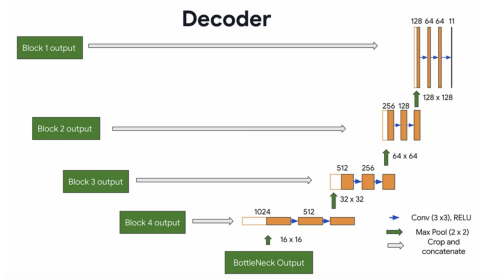 Decoder
128 64 64 11
Block 1 output
128 x 128
256 128
Block 2 output
64 x 64
512 256
Block 3 output
32 x 32
1024 512
Block 4 output
16 x 16
BottleNeck Output
Conv (3 x3), RELU
Max Pool (2 x 2)
Crop and
concatenate